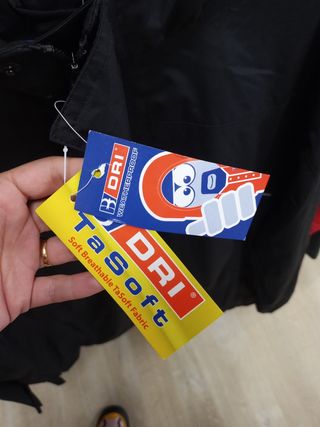 DRI
WEATHERPROOF
DRI®
TaSoft
Soft Breathable TaSoft Fabric